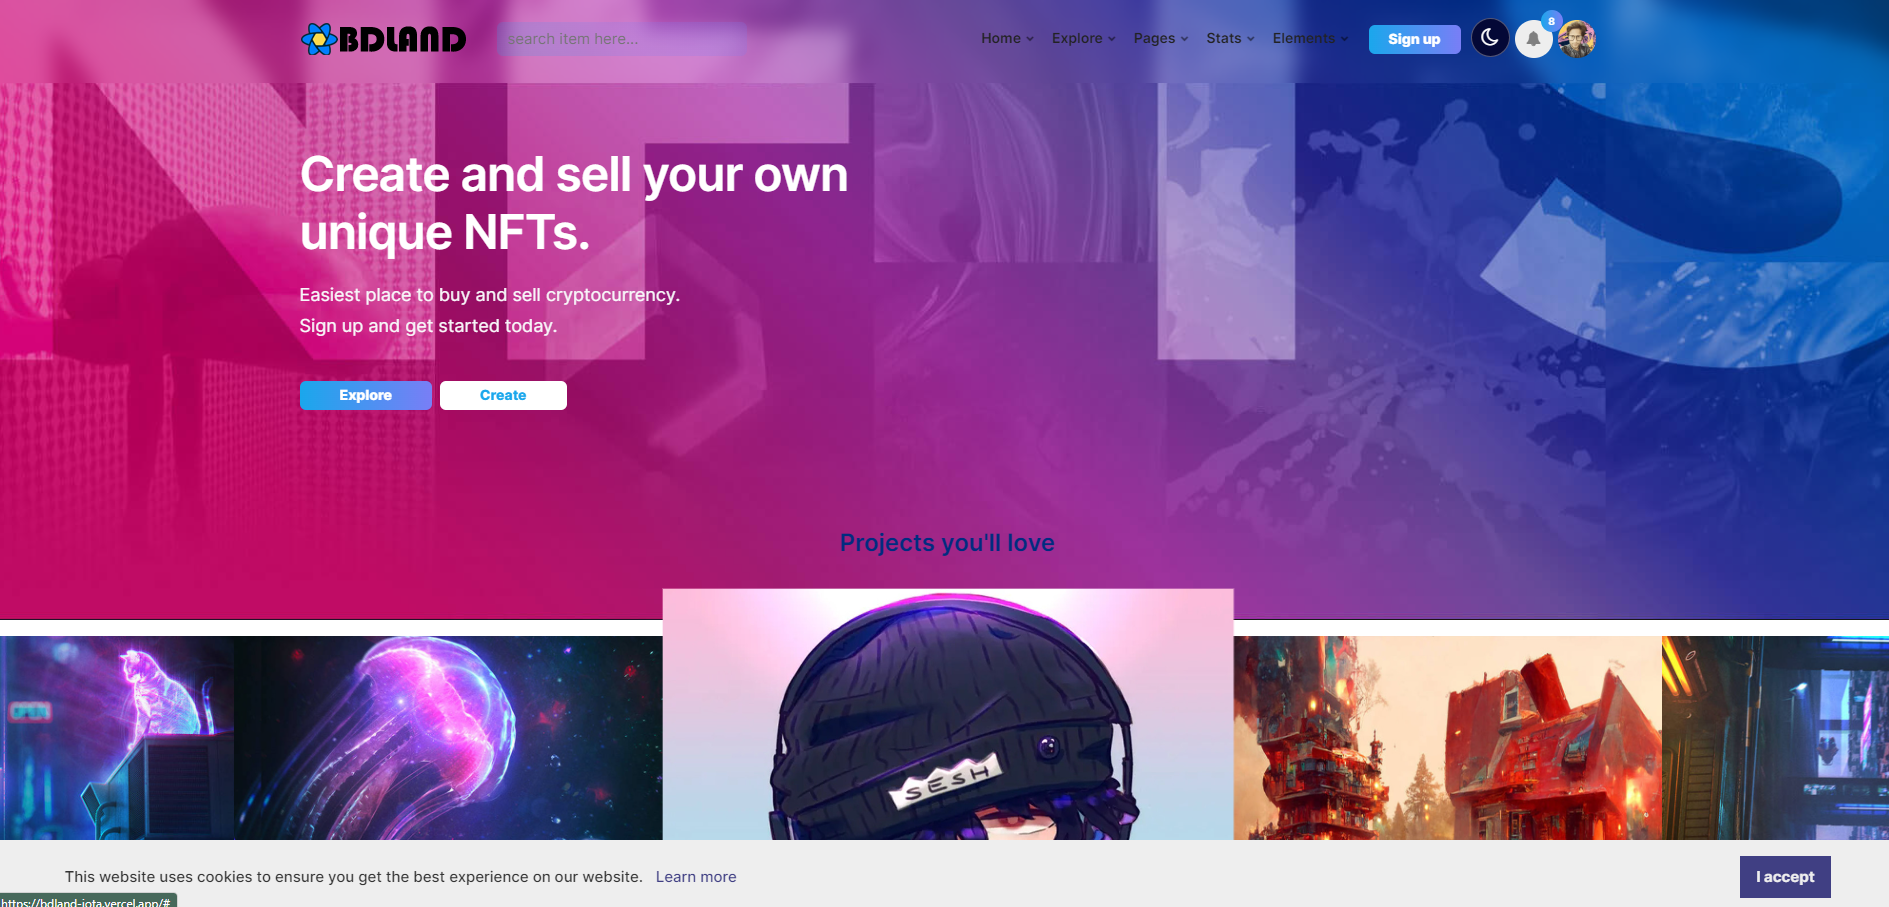 BDLAND
search item here...
Home
Explore
Pages
Stats
Elements
Sign up
8
Create and sell your own
unique NFTs.
Easiest place to buy and sell cryptocurrency.
Sign up and get started today.
Explore
Create
Projects you'll love
OPEN
SESH
This website uses cookies to ensure you get the best experience on our website. Learn more
I accept
https://bdland-iota.vercel.app/#